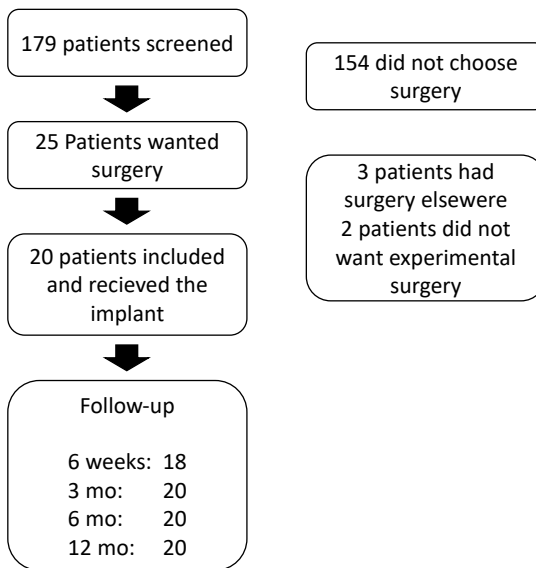 179 patients screened
154 did not choose
surgery
25 Patients wanted
surgery
3 patients had
surgery elsewere
2 patients did not
want experimental
surgery
20 patients included
and recieved the
implant
Follow-up
6 weeks: 18
3 mo: 20
6 mo: 20
12 mo: 20